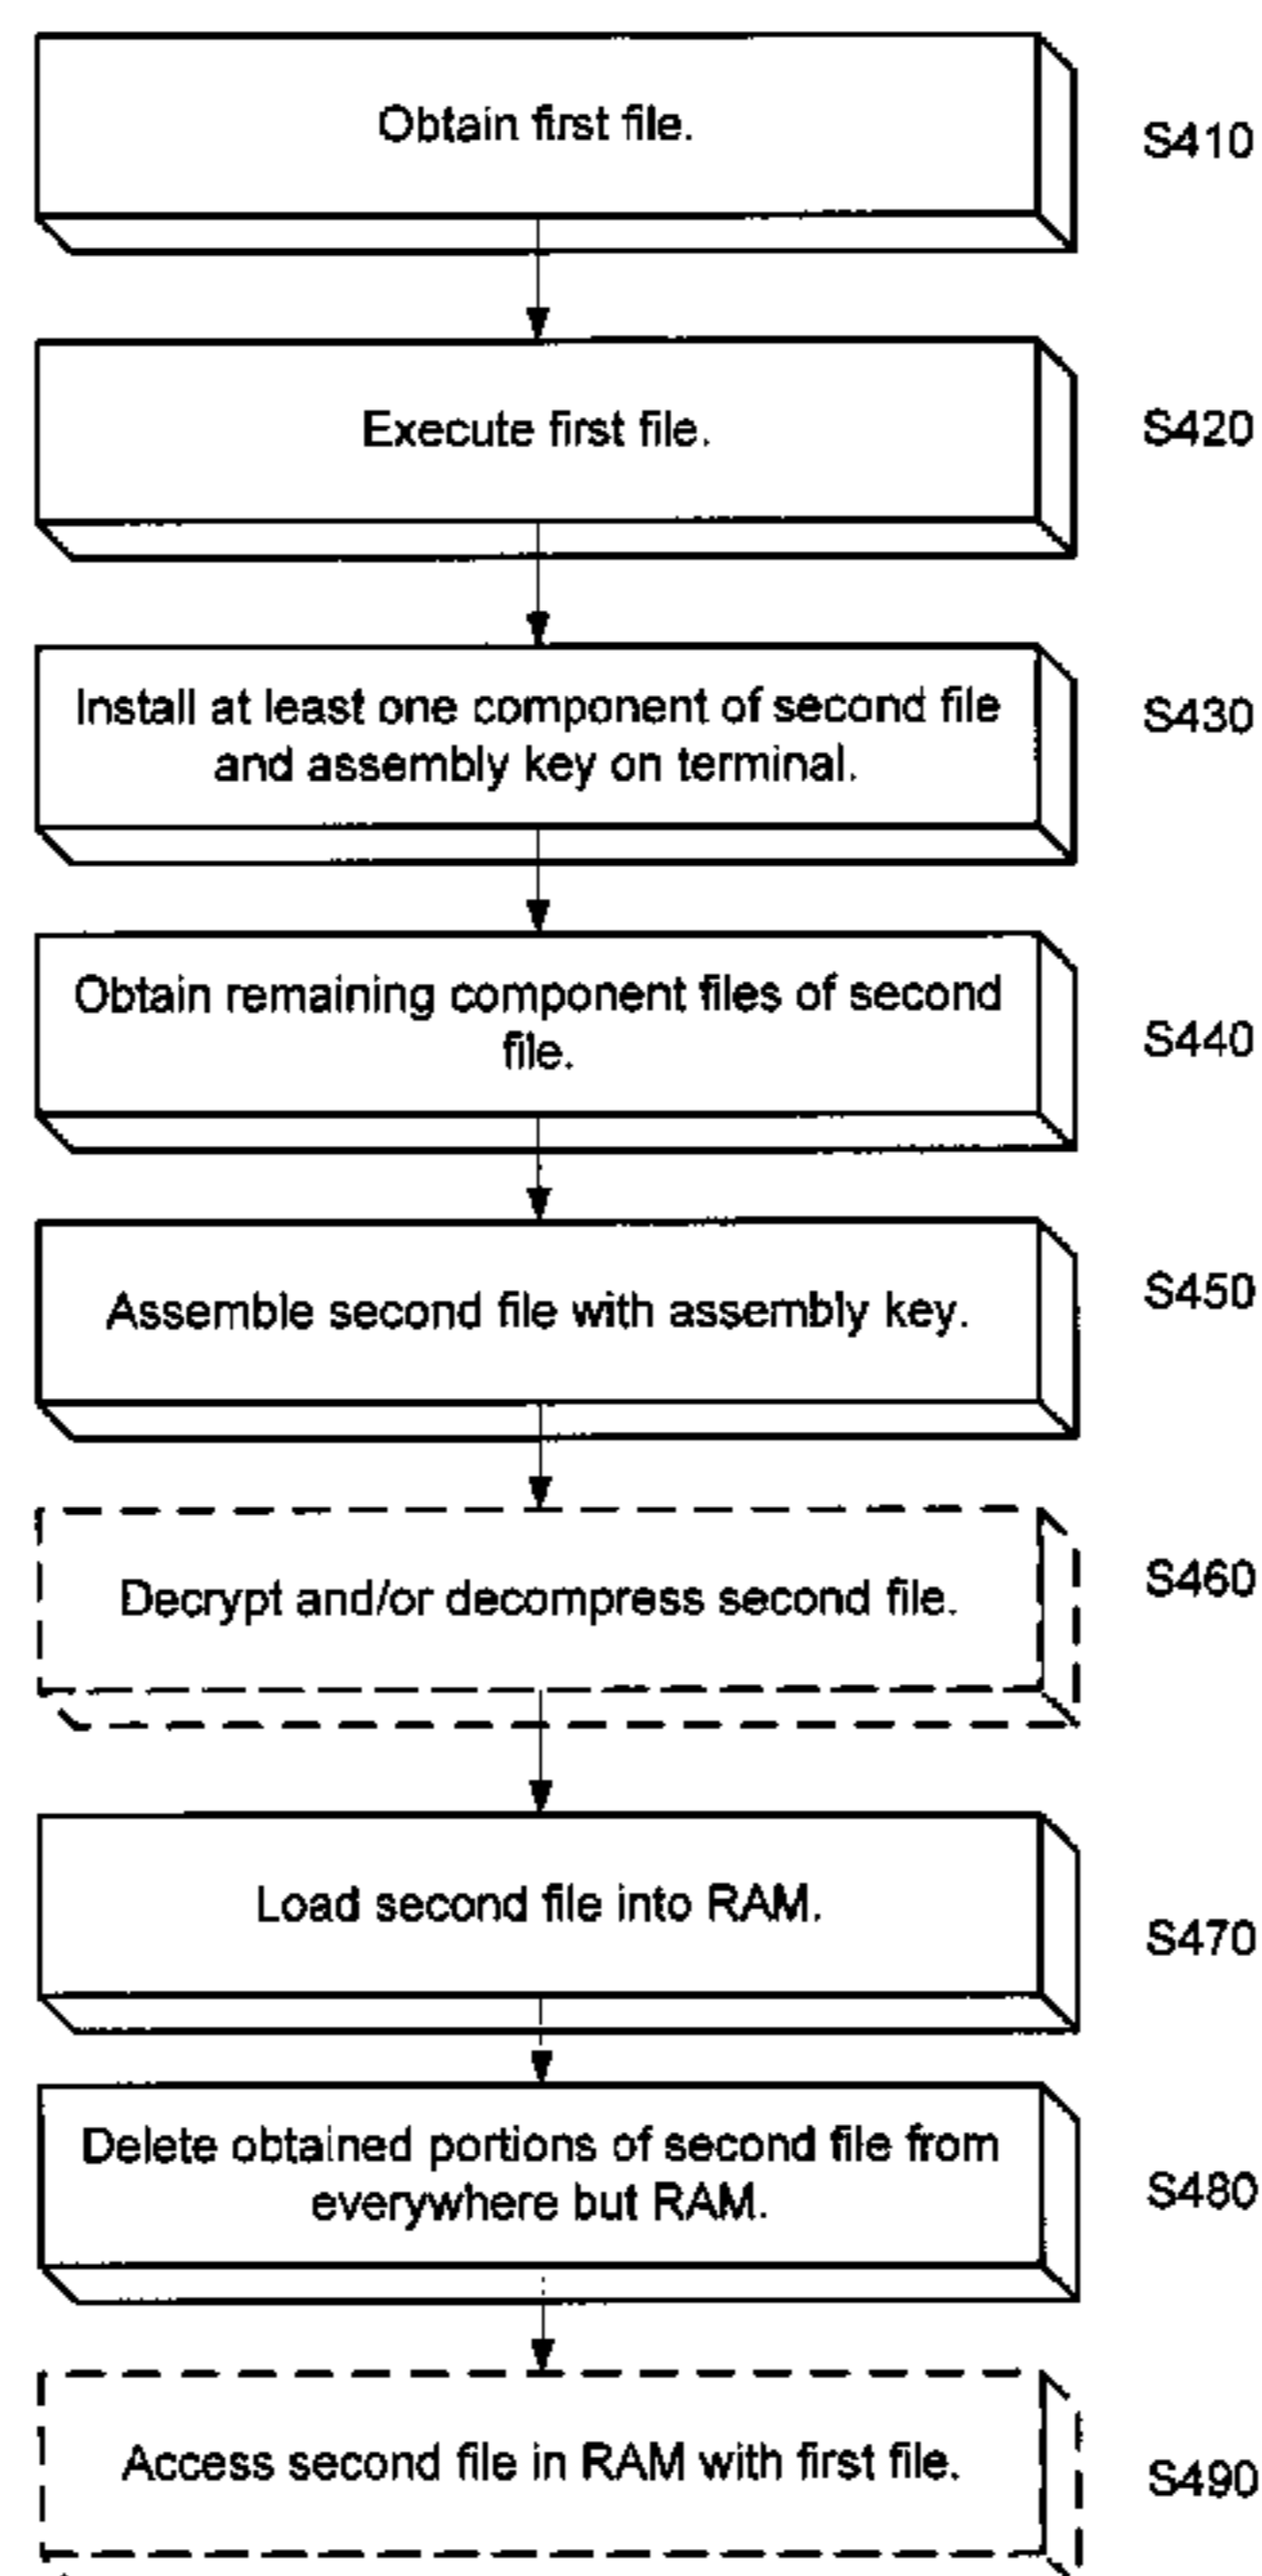 Obtain first file.
S410
Execute first file.
S420
Install at least one component of second file
and assembly key on terminal.
S430
Obtain remaining component files of second
file.
S440
Assemble second file with assembly key.
S450
Decrypt and/or decompress second file.
S460
Load second file into RAM.
S470
Delete obtained portions of second file from
everywhere but RAM.
S480
Access second file in RAM with first file.
S490